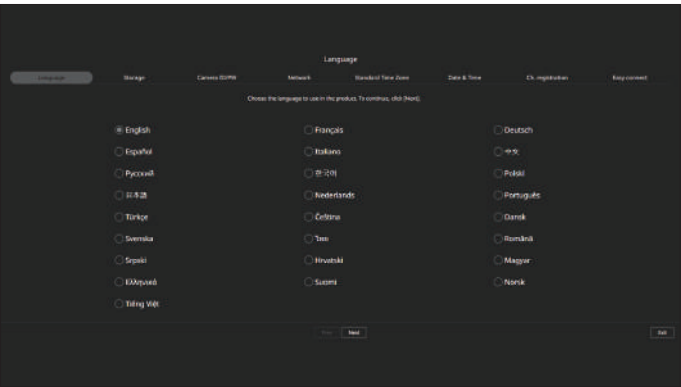 Language
Language Storage Camera ID/PW Network Standard Time Zone Date & Time Ch. registration Easy connect
Choose the language to use in the product. To continue, click [Next].
English Français Deutsch
Español Italiano 中文
Русский 한국어 Polski
日本語 Nederlands Português
Türkçe Čeština Dansk
Svenska ไทย Română
Srpski Hrvatski Magyar
Ελληνικά Suomi Norsk
Tiếng Việt
Prev Next Exit